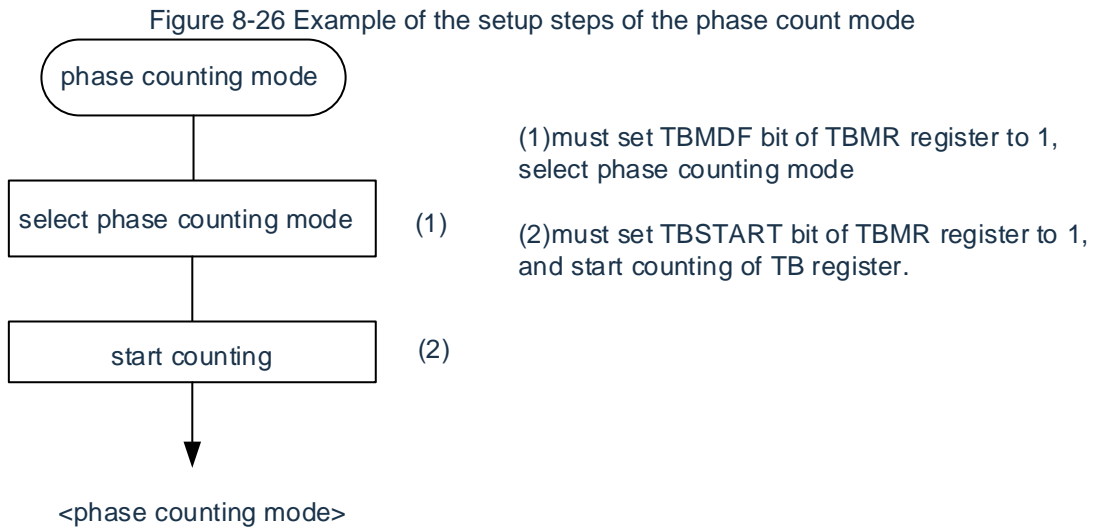 Figure 8-26 Example of the setup steps of the phase count mode
phase counting mode
(1)must set TBMDF bit of TBMR register to 1,
select phase counting mode
select phase counting mode
(1)
(2)must set TBSTART bit of TBMR register to 1,
and start counting of TB register.
start counting
(2)
<phase counting mode>